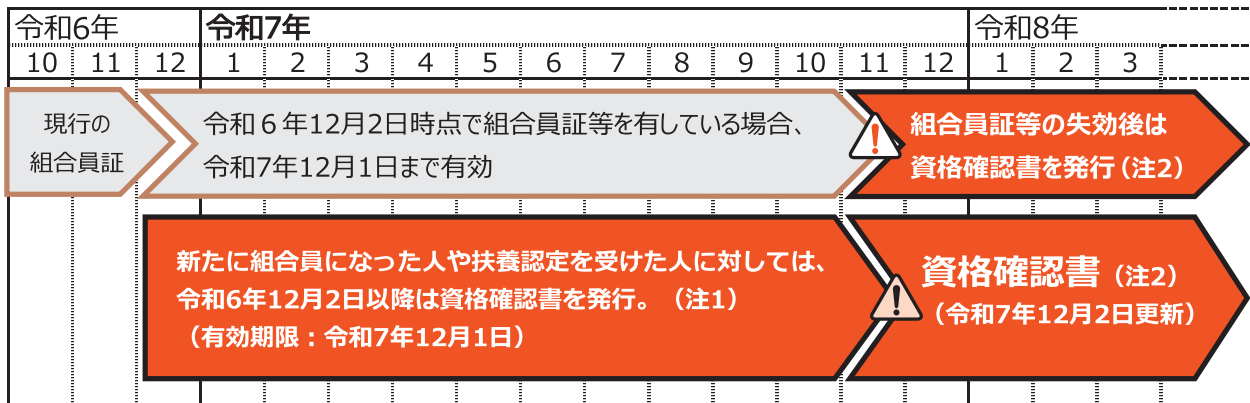 令和6年 令和7年 令和8年
10 11 12 1 2 3 4 5 6 7 8 9 10 11 12 1 2 3
現行の
組合員証
令和６年12月2日時点で組合員証等を有している場合、
令和7年12月1日まで有効
組合員証等の失効後は
資格確認書を発行（注2）
新たに組合員になった人や扶養認定を受けた人に対しては、
令和6年12月2日以降は資格確認書を発行。（注1）
（有効期限：令和7年12月1日）
資格確認書（注2）
（令和7年12月2日更新）